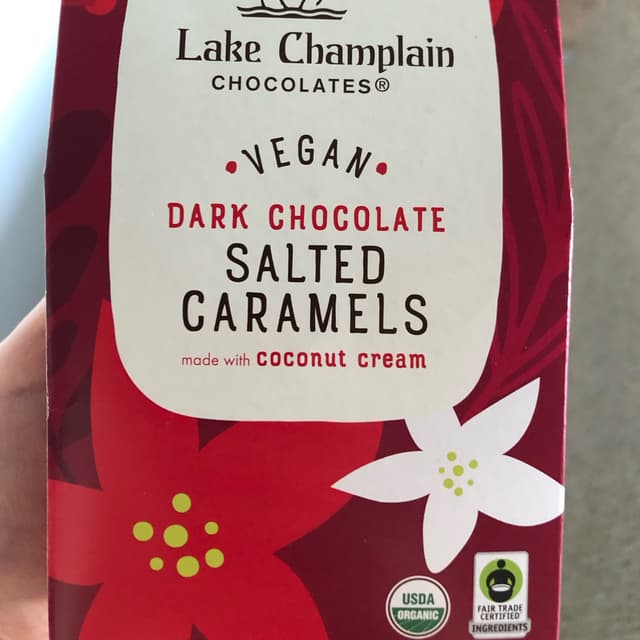 Lake Champlain
CHOCOLATES®
•VEGAN•
DARK CHOCOLATE
SALTED
CARAMELS
made with coconut cream
USDA
ORGANIC
FAIR TRADE
CERTIFIED
INGREDIENTS